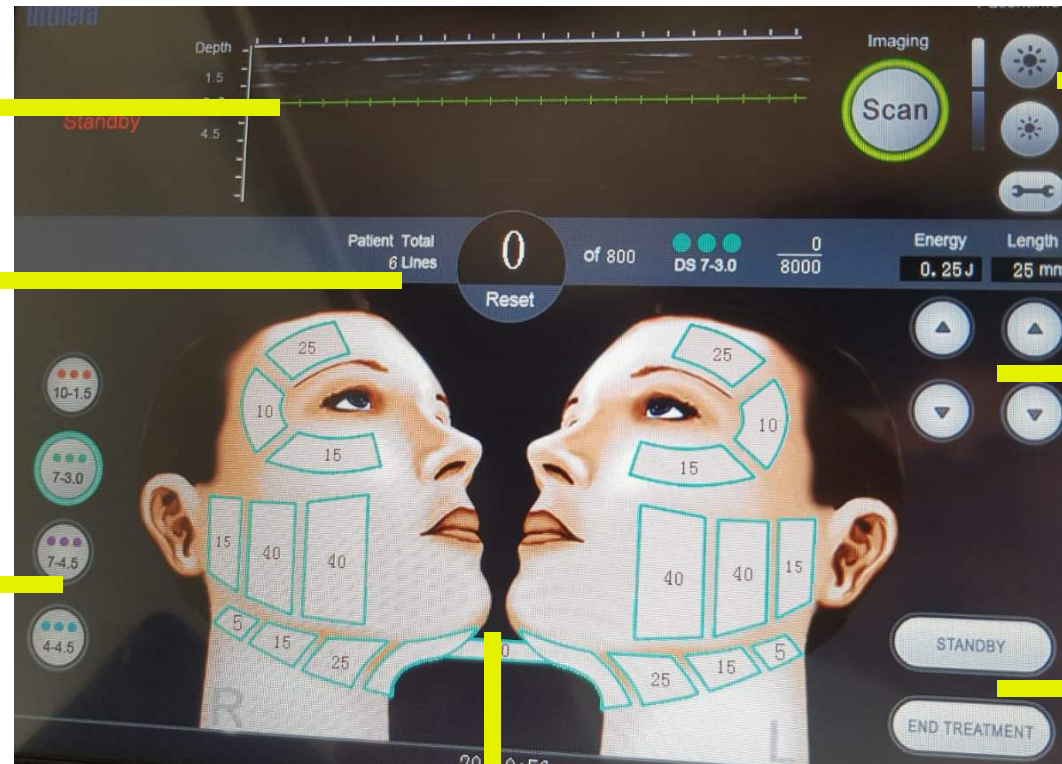 Depth
1.5
Standby
4.5
Imaging
Scan
Patient Total
6 Lines
0
Reset
of 800
DS 7-3.0
0
8000
Energy
0.25J
Length
25 mm
10-1.5
7-3.0
7-4.5
4-4.5
25
10
15
15
40
40
5
15
25
R
25
10
15
40
40
15
25
15
5
L
STANDBY
END TREATMENT